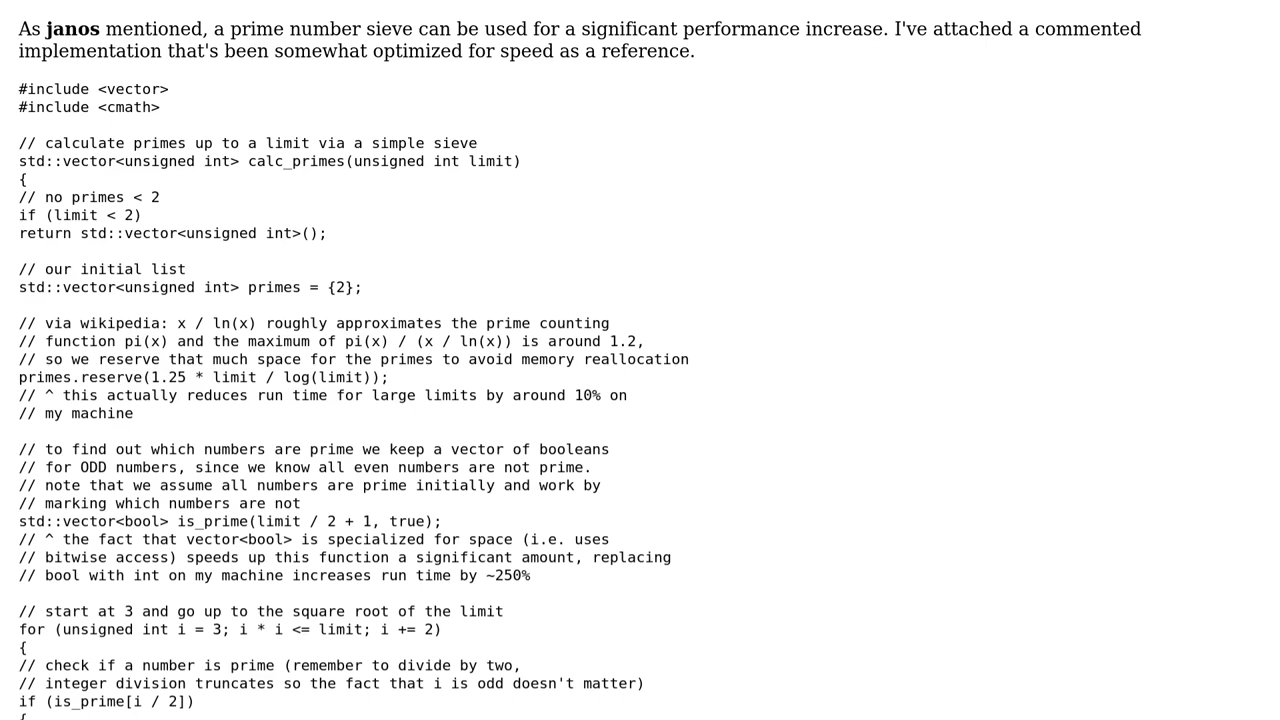 As janos mentioned, a prime number sieve can be used for a significant performance increase. I've attached a commented
implementation that's been somewhat optimized for speed as a reference.
#include <vector>
#include <cmath>
// calculate primes up to a limit via a simple sieve
std::vector<unsigned int> calc_primes(unsigned int limit)
{
// no primes < 2
if (limit < 2)
return std::vector<unsigned int>();
// our initial list
std::vector<unsigned int> primes = {2};
// via wikipedia: x / ln(x) roughly approximates the prime counting
// function pi(x) and the maximum of pi(x) / (x / ln(x)) is around 1.2,
// so we reserve that much space for the primes to avoid memory reallocation
primes.reserve(1.25 * limit / log(limit));
// ^ this actually reduces run time for large limits by around 10% on
// my machine
// to find out which numbers are prime we keep a vector of booleans
// for ODD numbers, since we know all even numbers are not prime.
// note that we assume all numbers are prime initially and work by
// marking which numbers are not
std::vector<bool> is_prime(limit / 2 + 1, true);
// ^ the fact that vector<bool> is specialized for space (i.e. uses
// bitwise access) speeds up this function a significant amount, replacing
// bool with int on my machine increases run time by ~250%
// start at 3 and go up to the square root of the limit
for (unsigned int i = 3; i * i <= limit; i += 2)
{
// check if a number is prime (remember to divide by two,
// integer division truncates so the fact that i is odd doesn't matter)
if (is_prime[i / 2])
{